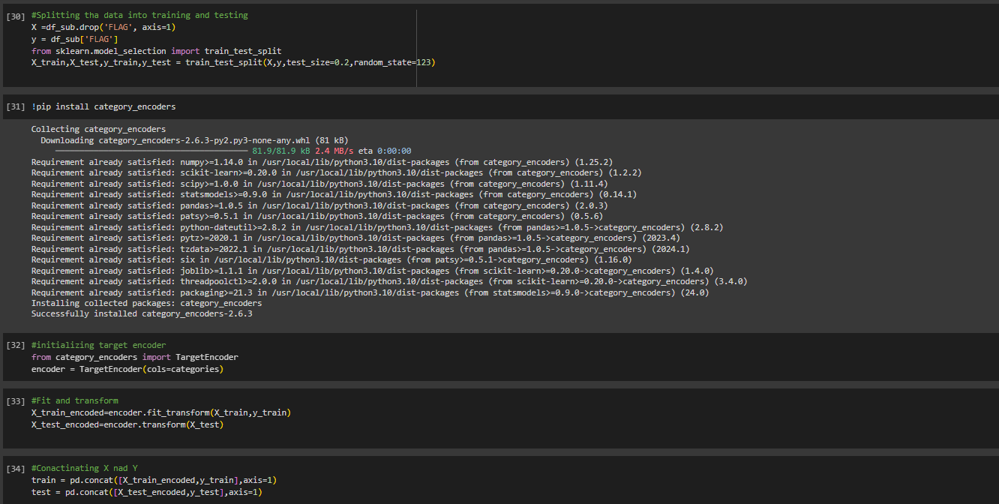 [30] #Splitting tha data into training and testing
X =df_sub.drop('FLAG', axis=1)
y = df_sub['FLAG']
from sklearn.model_selection import train_test_split
X_train,X_test,y_train,y_test = train_test_split(X,y,test_size=0.2,random_state=123)
[31] !pip install category_encoders
Collecting category_encoders
Downloading category_encoders-2.6.3-py2.py3-none-any.whl (81 kB)
81.9/81.9 kB 2.4 MB/s eta 0:00:00
Requirement already satisfied: numpy>=1.14.0 in /usr/local/lib/python3.10/dist-packages (from category_encoders) (1.25.2)
Requirement already satisfied: scikit-learn>=0.20.0 in /usr/local/lib/python3.10/dist-packages (from category_encoders) (1.2.2)
Requirement already satisfied: scipy>=1.0.0 in /usr/local/lib/python3.10/dist-packages (from category_encoders) (1.11.4)
Requirement already satisfied: statsmodels>=0.9.0 in /usr/local/lib/python3.10/dist-packages (from category_encoders) (0.14.1)
Requirement already satisfied: pandas>=1.0.5 in /usr/local/lib/python3.10/dist-packages (from category_encoders) (2.0.3)
Requirement already satisfied: patsy>=0.5.1 in /usr/local/lib/python3.10/dist-packages (from category_encoders) (0.5.6)
Requirement already satisfied: python-dateutil>=2.8.2 in /usr/local/lib/python3.10/dist-packages (from pandas>=1.0.5->category_encoders) (2.8.2)
Requirement already satisfied: pytz>=2020.1 in /usr/local/lib/python3.10/dist-packages (from pandas>=1.0.5->category_encoders) (2023.4)
Requirement already satisfied: tzdata>=2022.1 in /usr/local/lib/python3.10/dist-packages (from pandas>=1.0.5->category_encoders) (2024.1)
Requirement already satisfied: six in /usr/local/lib/python3.10/dist-packages (from patsy>=0.5.1->category_encoders) (1.16.0)
Requirement already satisfied: joblib>=1.1.1 in /usr/local/lib/python3.10/dist-packages (from scikit-learn>=0.20.0->category_encoders) (1.4.0)
Requirement already satisfied: threadpoolctl>=2.0.0 in /usr/local/lib/python3.10/dist-packages (from scikit-learn>=0.20.0->category_encoders) (3.4.0)
Requirement already satisfied: packaging>=21.3 in /usr/local/lib/python3.10/dist-packages (from statsmodels>=0.9.0->category_encoders) (24.0)
Installing collected packages: category_encoders
Successfully installed category_encoders-2.6.3
[32] #initializing target encoder
from category_encoders import TargetEncoder
encoder = TargetEncoder(cols=categories)
[33] #Fit and transform
X_train_encoded=encoder.fit_transform(X_train,y_train)
X_test_encoded=encoder.transform(X_test)
[34] #Conactinating X nad Y
train = pd.concat([X_train_encoded,y_train],axis=1)
test = pd.concat([X_test_encoded,y_test],axis=1)